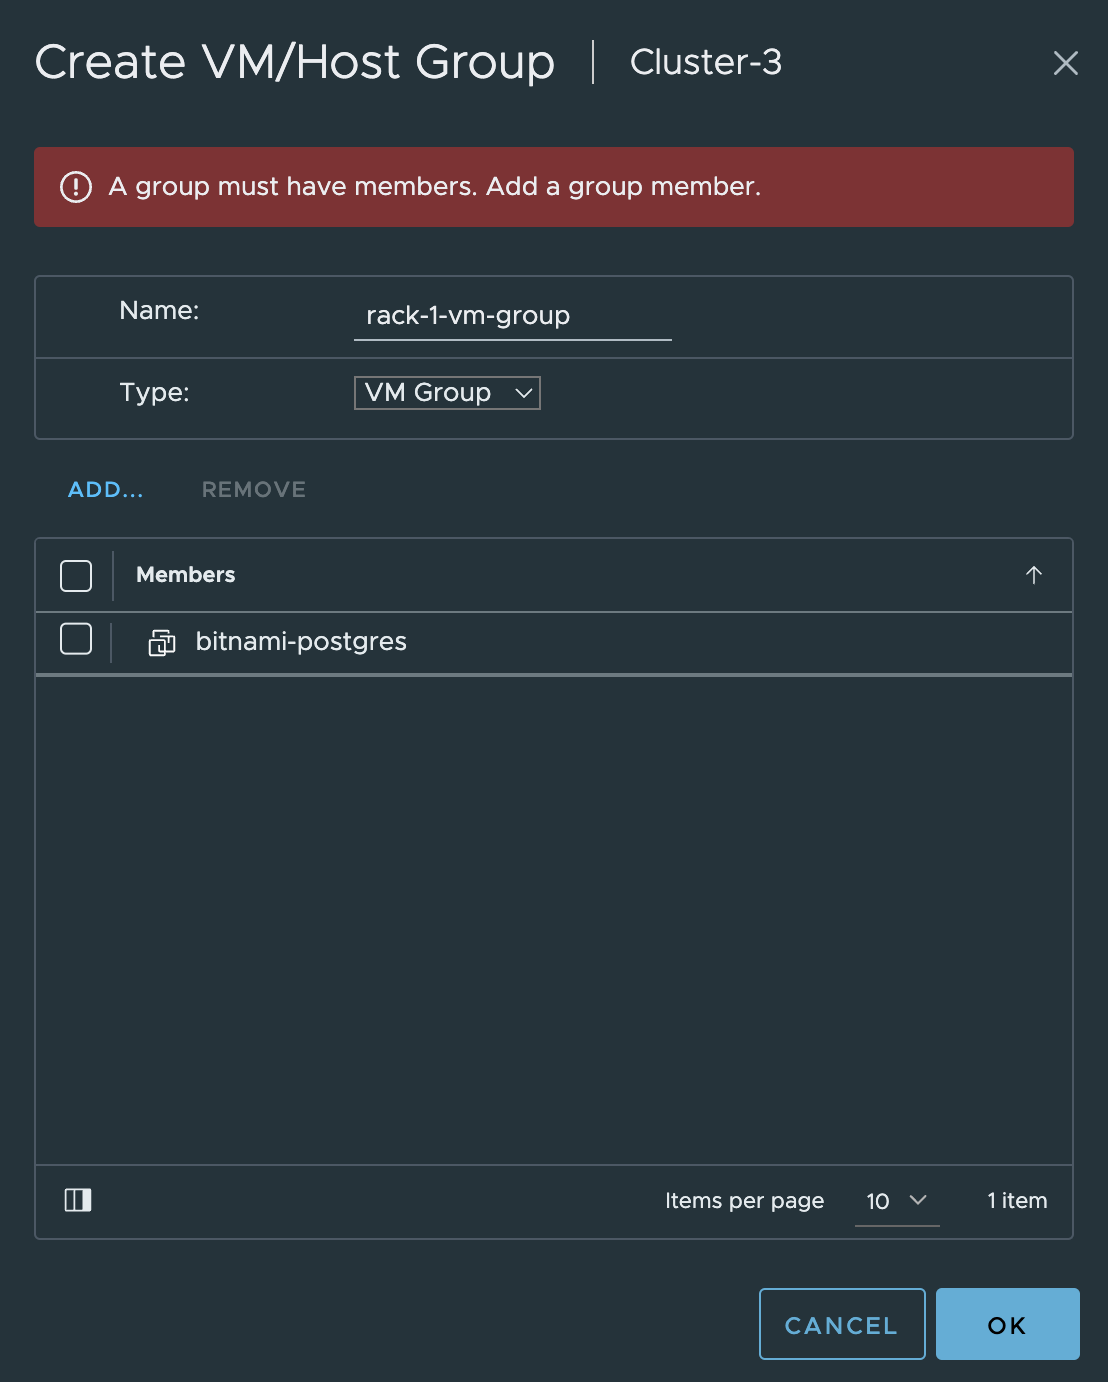 Create VM/Host Group | Cluster-3
A group must have members. Add a group member.
Name: rack-1-vm-group
Type: VM Group
ADD... REMOVE
Members
bitnami-postgres
Items per page 10 1 item
CANCEL OK